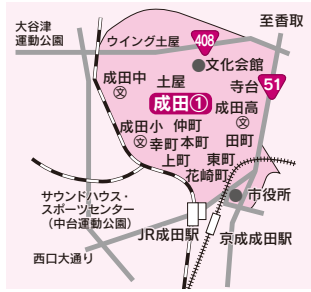 至香取
大谷津
運動公園
ウイング土屋
408
文化会館
成田中
土屋
51
寺台
成田①
成田高
文
文
成田小
仲町
文
幸町
本町
田町
上町
東町
花崎町
市役所
サウンドハウス・
スポーツセンター
(中台運動公園)
JR成田駅
京成成田駅
西口大通り